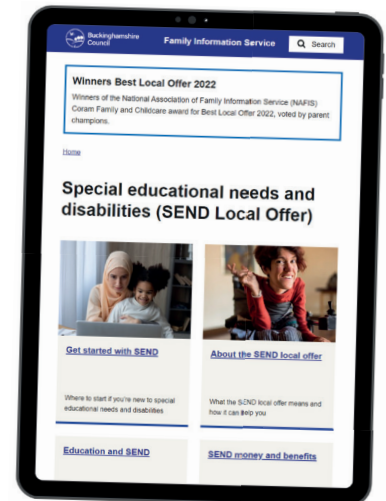 Buckinghamshire
Council
Family Information Service
Search
Winners Best Local Offer 2022
Winners of the National Association of Family Information Service (NAFIS)
Coram Family and Childcare award for Best Local Offer 2022, voted by parent
champions.
Home
Special educational needs and
disabilities (SEND Local Offer)
Get started with SEND
Where to start if you're new to special
educational needs and disabilities
About the SEND local offer
What the SEND local offer means and
how it can help you
Education and SEND
SEND money and benefits